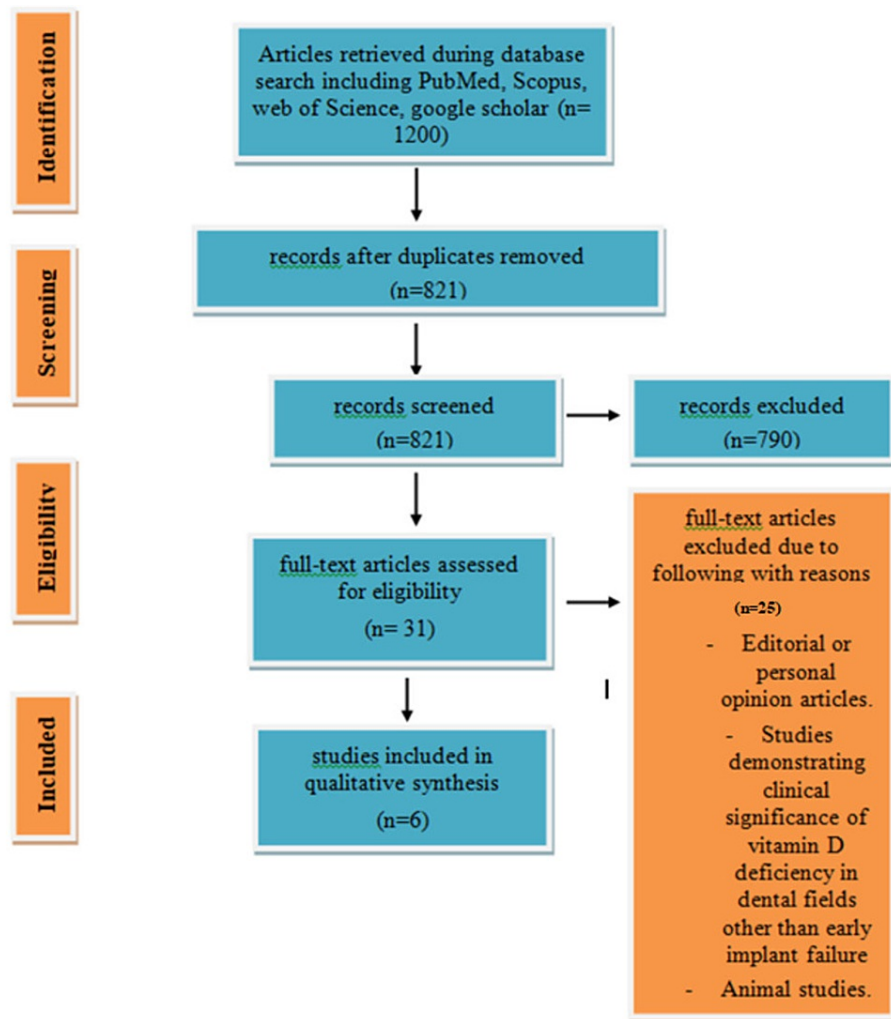 Identification
Articles retrieved during database
search including PubMed, Scopus,
web of Science, google scholar (n=
1200)
records after duplicates removed
(n=821)
Screening
records screened
(n=821)
records excluded
(n=790)
Eligibility
full-text articles assessed
for eligibility
(n= 31)
full-text articles
excluded due to
following with reasons
(n=25)
- Editorial or
personal
opinion articles.
- Studies
demonstrating
clinical
significance of
vitamin D
deficiency in
dental fields
other than early
implant failure
- Animal studies.
Included
studies included in
qualitative synthesis
(n=6)